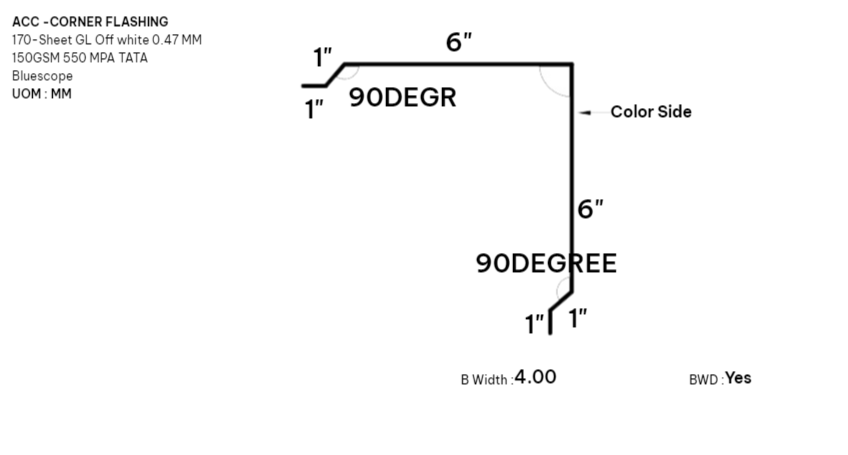 ACC -CORNER FLASHING
170-Sheet GL Off white 0.47 MM
150GSM 550 MPA TATA
Bluescope
UOM : MM
6"
1"
1"
90DEGR
Color Side
6"
90DEGREE
1"
1"
B Width :4.00
BWD :Yes